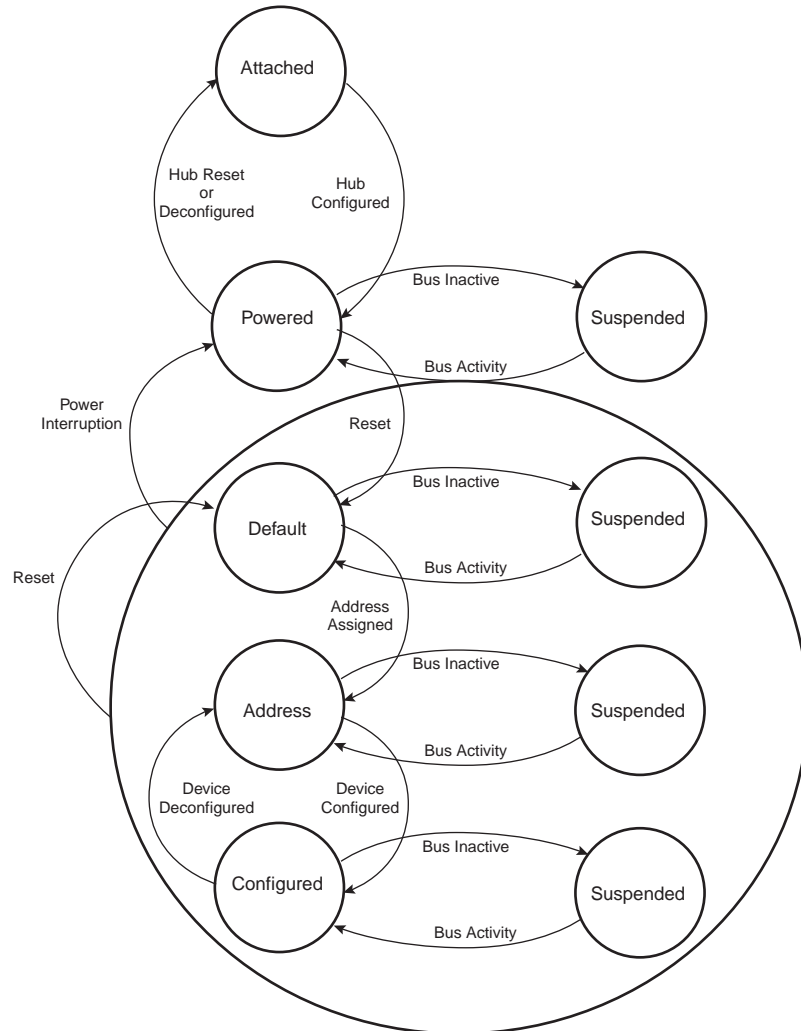 Attached
Hub Reset
or
Deconfigured
Hub
Configured
Bus Inactive
Powered
Suspended
Bus Activity
Power
Interruption
Reset
Bus Inactive
Default
Suspended
Bus Activity
Reset
Address
Assigned
Bus Inactive
Address
Suspended
Bus Activity
Device
Deconfigured
Device
Configured
Bus Inactive
Configured
Suspended
Bus Activity